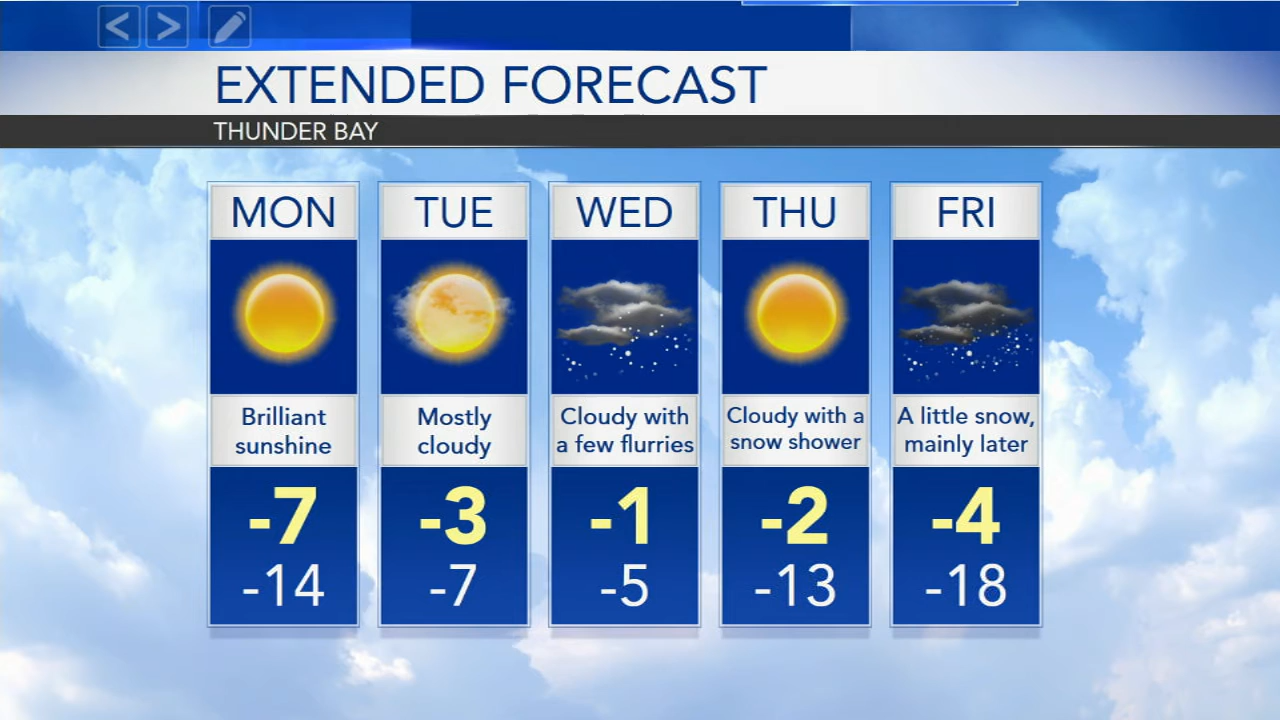 EXTENDED FORECAST
THUNDER BAY
MON TUE WED THU FRI
Brilliant sunshine
Mostly cloudy
Cloudy with a few flurries
Cloudy with a snow shower
A little snow, mainly later
-7 -3 -1 -2 -4
-14 -7 -5 -13 -18